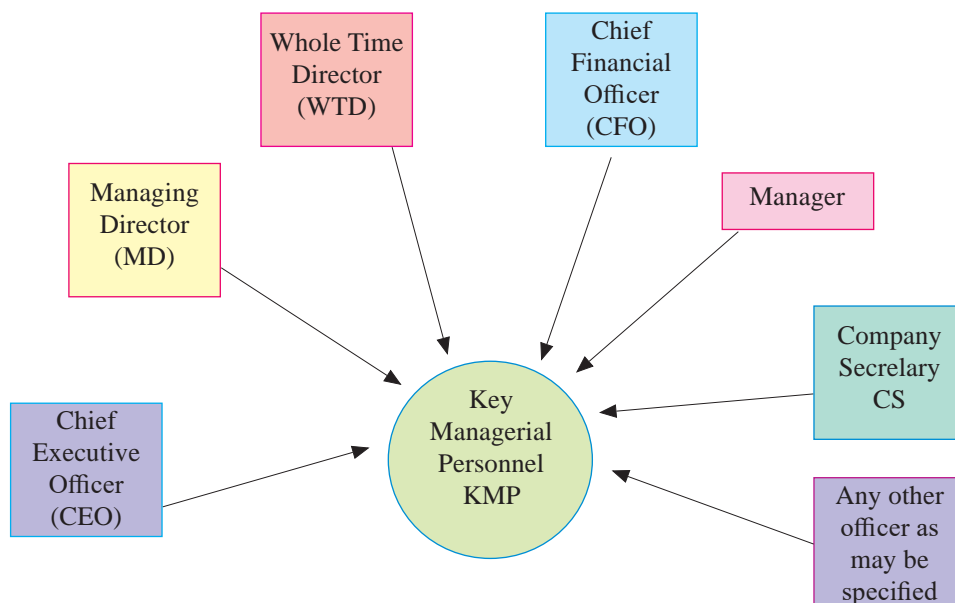 Whole Time
Director
(WTD)
Chief
Financial
Officer
(CFO)
Managing
Director
(MD)
Manager
Company
Secrelary
CS
Key
Managerial
Personnel
KMP
Chief
Executive
Officer
(CEO)
Any other
officer as
may be
specified